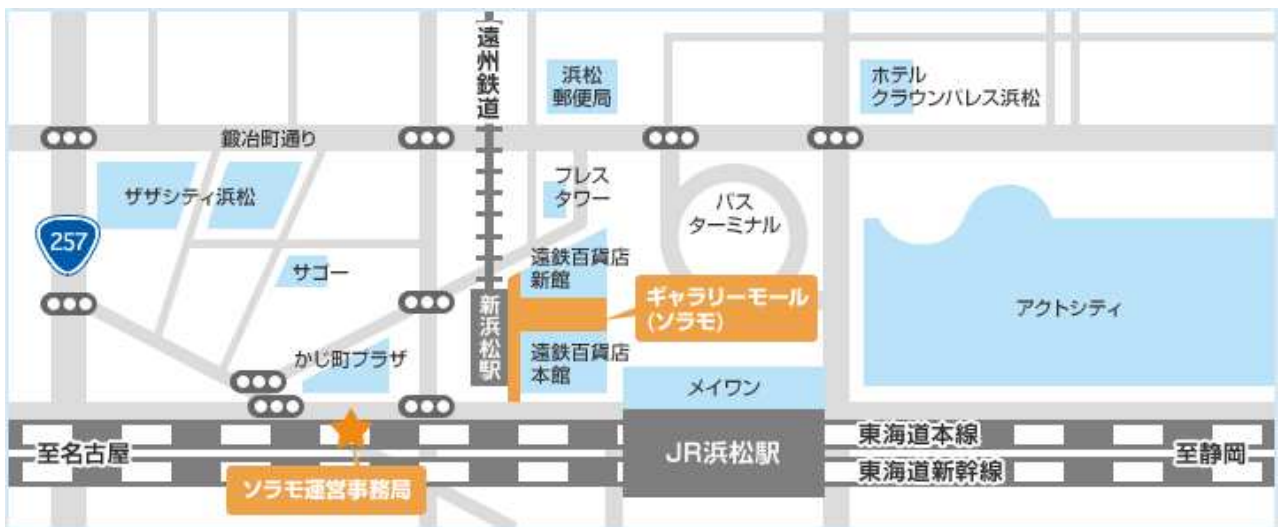 遠州鉄道
浜松
郵便局
ホテル
クラウンパレス浜松
鍛冶町通り
ザザシティ浜松
フレス
タワー
バス
ターミナル
257
サゴー
遠鉄百貨店
新館
ギャラリーモール
(ソラモ)
アクトシティ
新浜松駅
かじ町プラザ
遠鉄百貨店
本館
メイワン
至名古屋
JR浜松駅
東海道本線
東海道新幹線
至静岡
ソラモ運営事務局